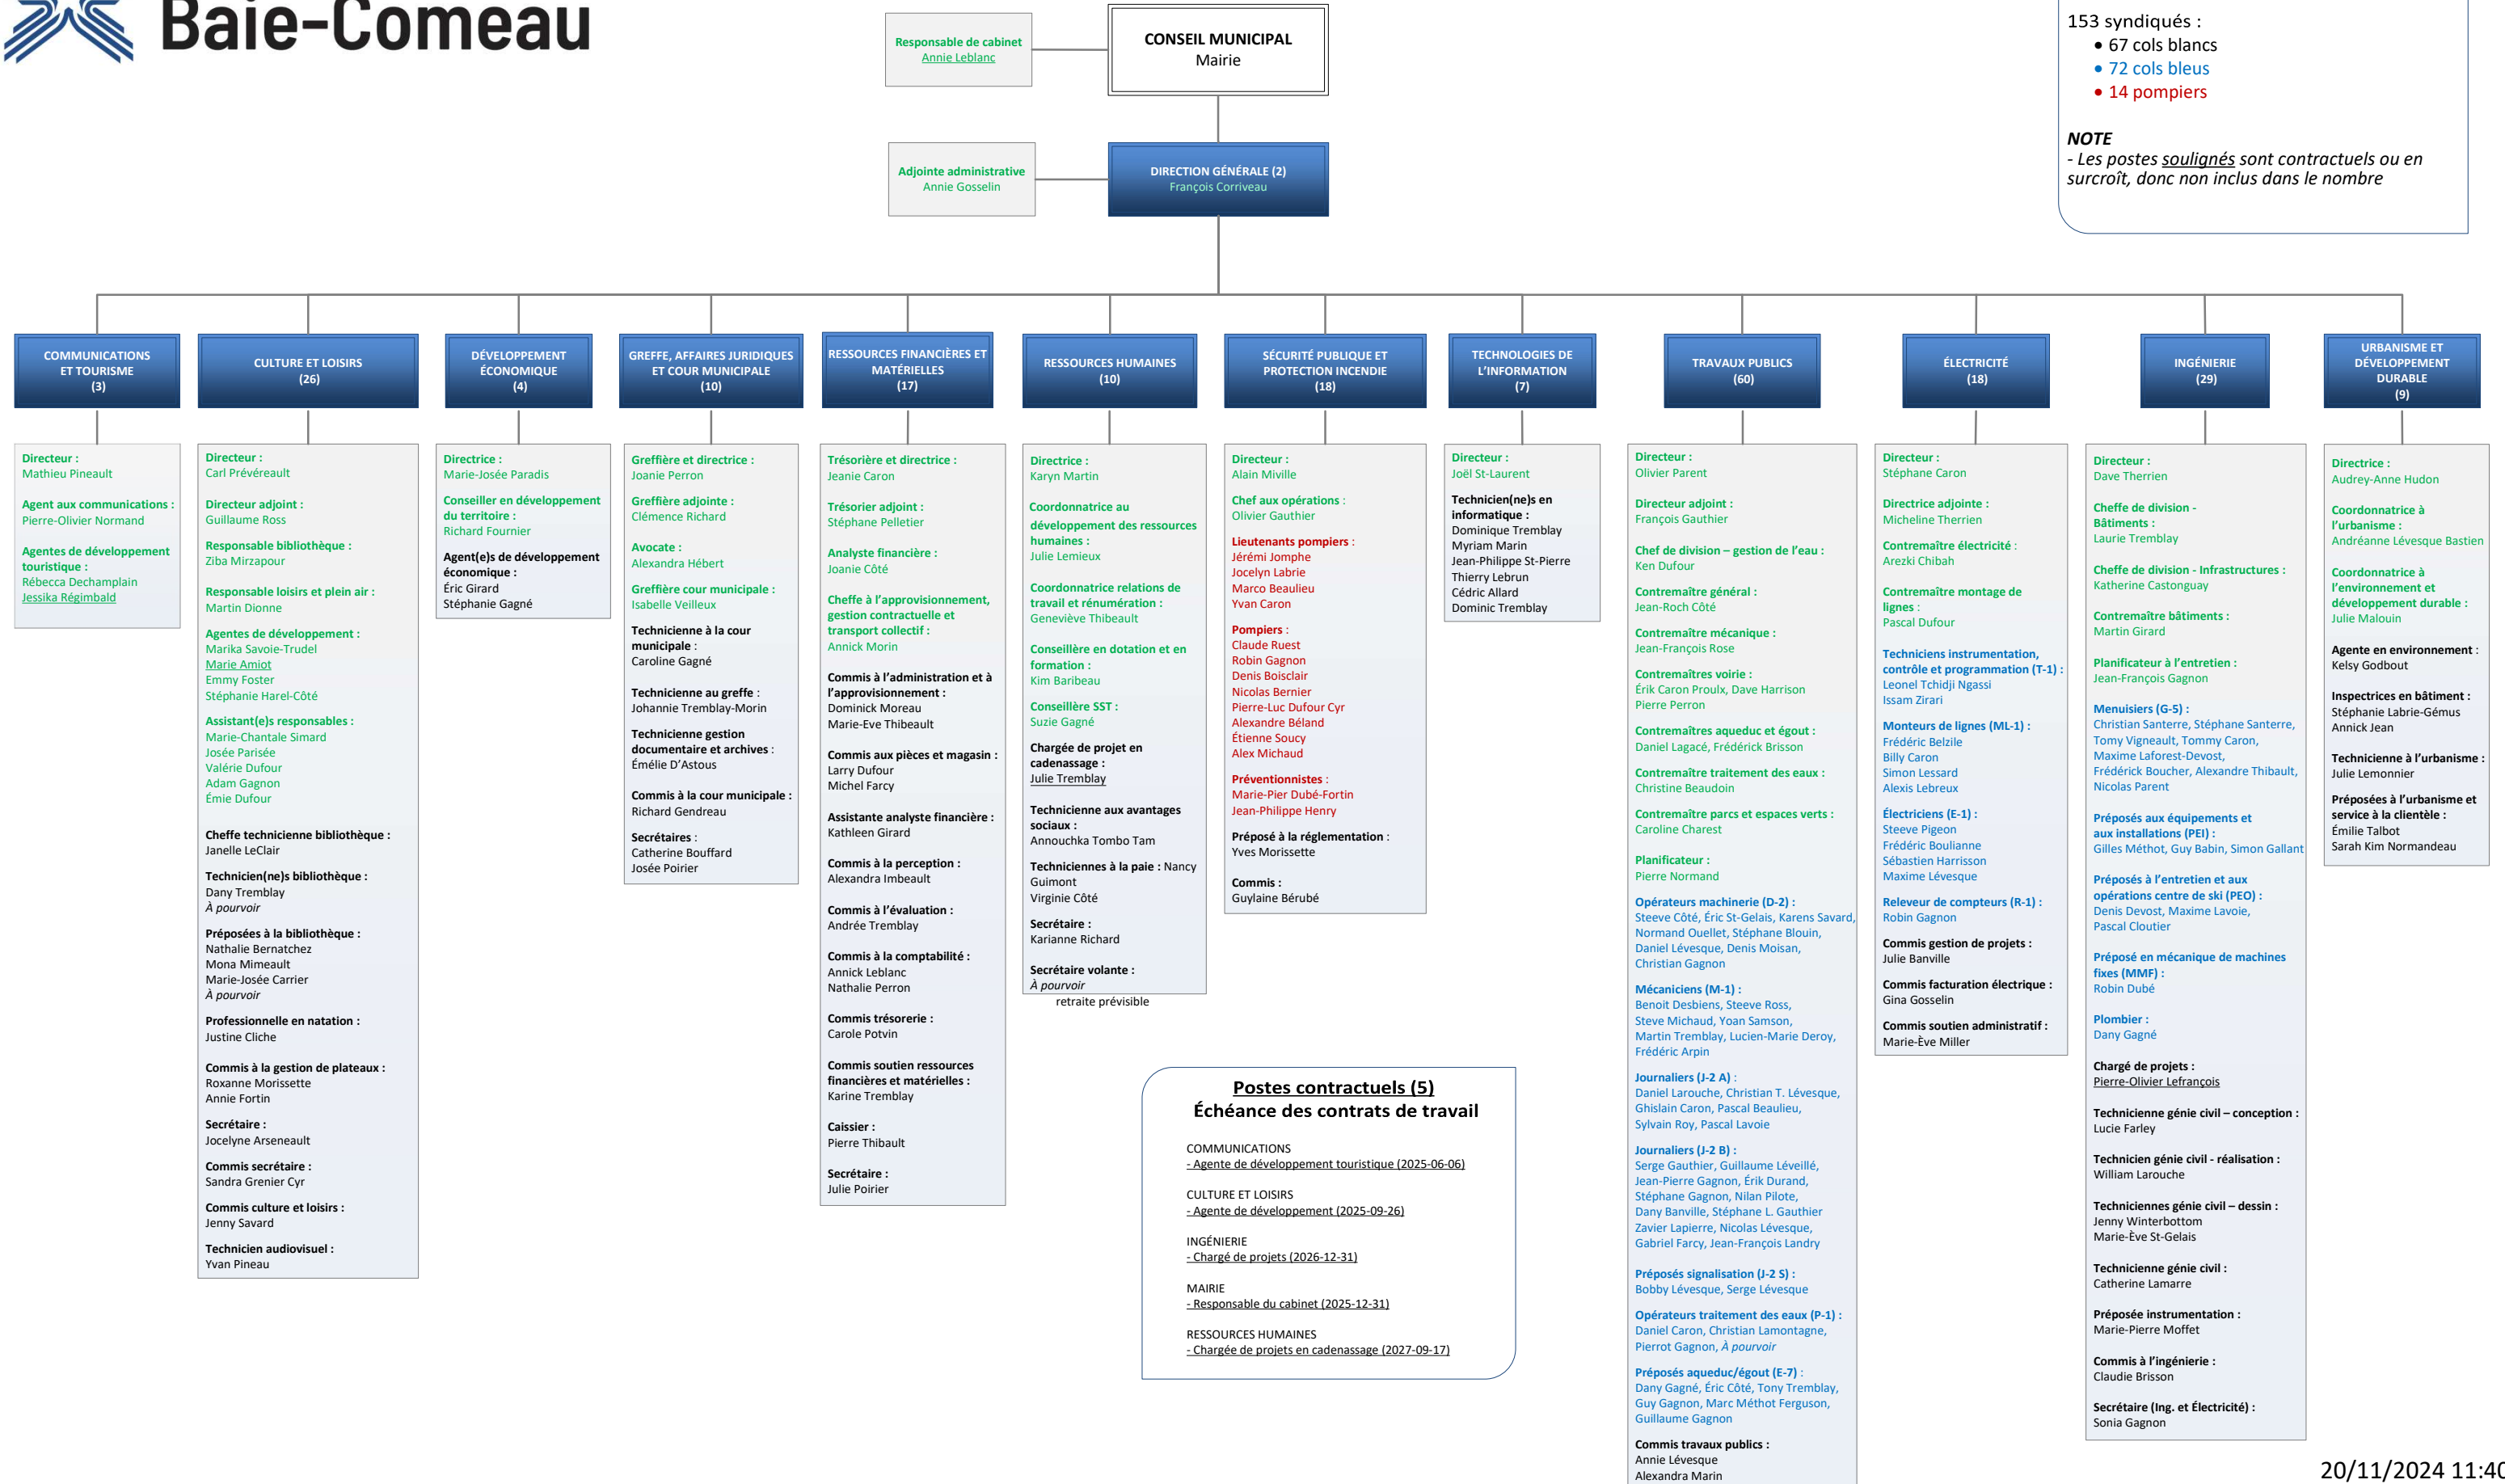 Baie-Comeau
Responsable de cabinet
Annie Leblanc
CONSEIL MUNICIPAL
Mairie
153 syndiqués :
• 67 cols blancs
• 72 cols bleus
• 14 pompiers
NOTE
- Les postes soulignés sont contractuels ou en
surcroît, donc non inclus dans le nombre
Adjointe administrative
Annie Gosselin
DIRECTION GÉNÉRALE (2)
François Corriveau
COMMUNICATIONS
ET TOURISME
(3)
Directeur :
Mathieu Pineault
Agent aux communications :
Pierre-Olivier Normand
Agentes de développement
touristique :
Rébecca Dechamplain
Jessika Régimbald
CULTURE ET LOISIRS
(26)
Directeur :
Carl Prévéreault
Directeur adjoint :
Guillaume Ross
Responsable bibliothèque :
Ziba Mirzapour
Responsable loisirs et plein air :
Martin Dionne
Agentes de développement :
Marika Savoie-Trudel
Marie Amiot
Emmy Foster
Stéphanie Harel-Côté
Assistant(e)s responsables :
Marie-Chantale Simard
Josée Parisée
Valérie Dufour
Adam Gagnon
Émie Dufour
Cheffe technicienne bibliothèque :
Janelle LeClair
Technicien(ne)s bibliothèque :
Dany Tremblay
À pourvoir
Préposées à la bibliothèque :
Nathalie Bernatchez
Mona Mimeault
Marie-Josée Carrier
À pourvoir
Professionnelle en natation :
Justine Cliche
Commis à la gestion de plateaux :
Roxanne Morissette
Annie Fortin
Secrétaire :
Jocelyne Arseneault
Commis secrétaire :
Sandra Grenier Cyr
Commis culture et loisirs :
Jenny Savard
Technicien audiovisuel :
Yvan Pineau
DÉVELOPPEMENT
ÉCONOMIQUE
(4)
Directrice :
Marie-Josée Paradis
Conseiller en développement
du territoire :
Richard Fournier
Agent(e)s de développement
économique :
Éric Girard
Stéphanie Gagné
GREFFE, AFFAIRES JURIDIQUES
ET COUR MUNICIPALE
(10)
Greffière et directrice :
Joanie Perron
Greffière adjointe :
Clémence Richard
Avocate :
Alexandra Hébert
Greffière cour municipale :
Isabelle Veilleux
Technicienne à la cour
municipale :
Caroline Gagné
Technicienne au greffe :
Johannie Tremblay-Morin
Technicienne gestion
documentaire et archives :
Émélie D’Astous
Commis à la cour municipale :
Richard Gendreau
Secrétaires :
Catherine Bouffard
Josée Poirier
RESSOURCES FINANCIÈRES ET
MATÉRIELLES
(17)
Trésorière et directrice :
Jeanie Caron
Trésorier adjoint :
Stéphane Pelletier
Analyste financière :
Joanie Côté
Cheffe à l’approvisionnement,
gestion contractuelle et
transport collectif :
Annick Morin
Commis à l’administration et à
l’approvisionnement :
Dominick Moreau
Marie-Eve Thibeault
Commis aux pièces et magasin :
Larry Dufour
Michel Farcy
Assistante analyste financière :
Kathleen Girard
Commis à la perception :
Alexandra Imbeault
Commis à l’évaluation :
Andrée Tremblay
Commis à la comptabilité :
Annick Leblanc
Nathalie Perron
Commis trésorerie :
Carole Potvin
Commis soutien ressources
financières et matérielles :
Karine Tremblay
Caissier :
Pierre Thibault
Secrétaire :
Julie Poirier
RESSOURCES HUMAINES
(10)
Directrice :
Karyn Martin
Coordonnatrice au
développement des ressources
humaines :
Julie Lemieux
Coordonnatrice relations de
travail et rénumération :
Geneviève Thibeault
Conseillère en dotation et en
formation :
Kim Baribeau
Conseillère SST :
Suzie Gagné
Chargée de projet en
cadenassage :
Julie Tremblay
Technicienne aux avantages
sociaux :
Annouchka Tombo Tam
Techniciennes à la paie : Nancy
Guimont
Virginie Côté
Secrétaire :
Karianne Richard
Secrétaire volante :
À pourvoir
retraite prévisible
SÉCURITÉ PUBLIQUE ET
PROTECTION INCENDIE
(18)
Directeur :
Alain Miville
Chef aux opérations :
Olivier Gauthier
Lieutenants pompiers :
Jérémi Jomphe
Jocelyn Labrie
Marco Beaulieu
Yvan Caron
Pompiers :
Claude Ruest
Robin Gagnon
Denis Boisclair
Nicolas Bernier
Pierre-Luc Dufour Cyr
Alexandre Béland
Étienne Soucy
Alex Michaud
Préventionnistes :
Marie-Pier Dubé-Fortin
Jean-Philippe Henry
Préposé à la réglementation :
Yves Morissette
Commis :
Guylaine Bérubé
TECHNOLOGIES DE
L’INFORMATION
(7)
Directeur :
Joël St-Laurent
Technicien(ne)s en
informatique :
Dominique Tremblay
Myriam Marin
Jean-Philippe St-Pierre
Thierry Lebrun
Cédric Allard
Dominic Tremblay
TRAVAUX PUBLICS
(60)
Directeur :
Olivier Parent
Directeur adjoint :
François Gauthier
Chef de division – gestion de l’eau :
Ken Dufour
Contremaître général :
Jean-Roch Côté
Contremaître mécanique :
Jean-François Rose
Contremaîtres voirie :
Érik Caron Proulx, Dave Harrison
Pierre Perron
Contremaîtres aqueduc et égout :
Daniel Lagacé, Frédérick Brisson
Contremaître traitement des eaux :
Christine Beaudoin
Contremaître parcs et espaces verts :
Caroline Charest
Planificateur :
Pierre Normand
Opérateurs machinerie (D-2) :
Steeve Côté, Éric St-Gelais, Karens Savard,
Normand Ouellet, Stéphane Blouin,
Daniel Lévesque, Denis Moisan,
Christian Gagnon
Mécaniciens (M-1) :
Benoit Desbiens, Steeve Ross,
Steve Michaud, Yoan Samson,
Martin Tremblay, Lucien-Marie Deroy,
Frédéric Arpin
Journaliers (J-2 A) :
Daniel Larouche, Christian T. Lévesque,
Ghislain Caron, Pascal Beaulieu,
Sylvain Roy, Pascal Lavoie
Journaliers (J-2 B) :
Serge Gauthier, Guillaume Léveillé,
Jean-Pierre Gagnon, Érik Durand,
Stéphane Gagnon, Nilan Pilote,
Dany Banville, Stéphane L. Gauthier
Zavier Lapierre, Nicolas Lévesque,
Gabriel Farcy, Jean-François Landry
Préposés signalisation (J-2 S) :
Bobby Lévesque, Serge Lévesque
Opérateurs traitement des eaux (P-1) :
Daniel Caron, Christian Lamontagne,
Pierrot Gagnon, À pourvoir
Préposés aqueduc/égout (E-7) :
Dany Gagné, Éric Côté, Tony Tremblay,
Guy Gagnon, Marc Méthot Ferguson,
Guillaume Gagnon
Commis travaux publics :
Annie Lévesque
Alexandra Marin
ÉLECTRICITÉ
(18)
Directeur :
Stéphane Caron
Directrice adjointe :
Micheline Therrien
Contremaître électricité :
Arezki Chibah
Contremaître montage de
lignes :
Pascal Dufour
Techniciens instrumentation,
contrôle et programmation (T-1) :
Leonel Tchidji Ngassi
Issam Zirari
Monteurs de lignes (ML-1) :
Frédéric Belzile
Billy Caron
Simon Lessard
Alexis Lebreux
Électriciens (E-1) :
Steeve Pigeon
Frédéric Boulianne
Sébastien Harrisson
Maxime Lévesque
Releveur de compteurs (R-1) :
Robin Gagnon
Commis gestion de projets :
Julie Banville
Commis facturation électrique :
Gina Gosselin
Commis soutien administratif :
Marie-Ève Miller
INGÉNIERIE
(29)
Directeur :
Dave Therrien
Cheffe de division -
Bâtiments :
Laurie Tremblay
Cheffe de division - Infrastructures :
Katherine Castonguay
Contremaître bâtiments :
Martin Girard
Planificateur à l’entretien :
Jean-François Gagnon
Menuisiers (G-5) :
Christian Santerre, Stéphane Santerre,
Tomy Vigneault, Tommy Caron,
Maxime Laforest-Devost,
Frédérick Boucher, Alexandre Thibault,
Nicolas Parent
Préposés aux équipements et
aux installations (PEI) :
Gilles Méthot, Guy Babin, Simon Gallant
Préposés à l’entretien et aux
opérations centre de ski (PEO) :
Denis Devost, Maxime Lavoie,
Pascal Cloutier
Préposé en mécanique de machines
fixes (MMF) :
Robin Dubé
Plombier :
Dany Gagné
Chargé de projets :
Pierre-Olivier Lefrançois
Technicienne génie civil – conception :
Lucie Farley
Technicien génie civil - réalisation :
William Larouche
Techniciennes génie civil – dessin :
Jenny Winterbottom
Marie-Ève St-Gelais
Technicienne génie civil :
Catherine Lamarre
Préposée instrumentation :
Marie-Pierre Moffet
Commis à l’ingénierie :
Claudie Brisson
Secrétaire (Ing. et Électricité) :
Sonia Gagnon
URBANISME ET
DÉVELOPPEMENT
DURABLE
(9)
Directrice :
Audrey-Anne Hudon
Coordonnatrice à
l’urbanisme :
Andréanne Lévesque Bastien
Coordonnatrice à
l’environnement et
développement durable :
Julie Malouin
Agente en environnement :
Kelsy Godbout
Inspectrices en bâtiment :
Stéphanie Labrie-Gémus
Annick Jean
Technicienne à l’urbanisme :
Julie Lemonnier
Préposées à l’urbanisme et
service à la clientèle :
Émilie Talbot
Sarah Kim Normandeau
Postes contractuels (5)
Échéance des contrats de travail
COMMUNICATIONS
- Agente de développement touristique (2025-06-06)
CULTURE ET LOISIRS
- Agente de développement (2025-09-26)
INGÉNIERIE
- Chargé de projets (2026-12-31)
MAIRIE
- Responsable du cabinet (2025-12-31)
RESSOURCES HUMAINES
- Chargée de projets en cadenassage (2027-09-17)
20/11/2024 11:40